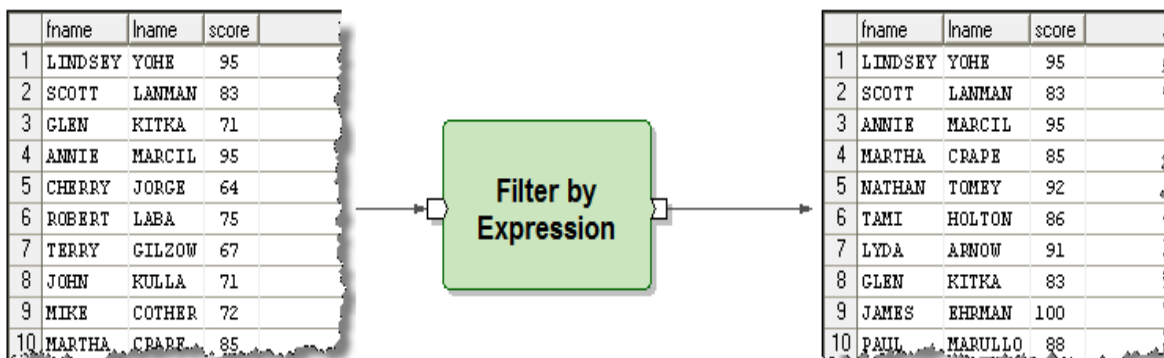 fname lname score
1 LINDSEY YOHE 95
2 SCOTT LANMAN 83
3 GLEN KITKA 71
4 ANNIE MARCIL 95
5 CHERRY JORGE 64
6 ROBERT LABA 75
7 TERRY GILZOW 67
8 JOHN KULLA 71
9 MIKE COTHER 72
10 MARTHA CRAPE 85
Filter by
Expression
fname lname score
1 LINDSEY YOHE 95
2 SCOTT LANMAN 83
3 ANNIE MARCIL 95
4 MARTHA CRAPE 85
5 NATHAN TOMEY 92
6 TAMI HOLTON 86
7 LYDA ARNOW 91
8 GLEN KITKA 83
9 JAMES EHRMAN 100
10 PAUL MARULLO 88